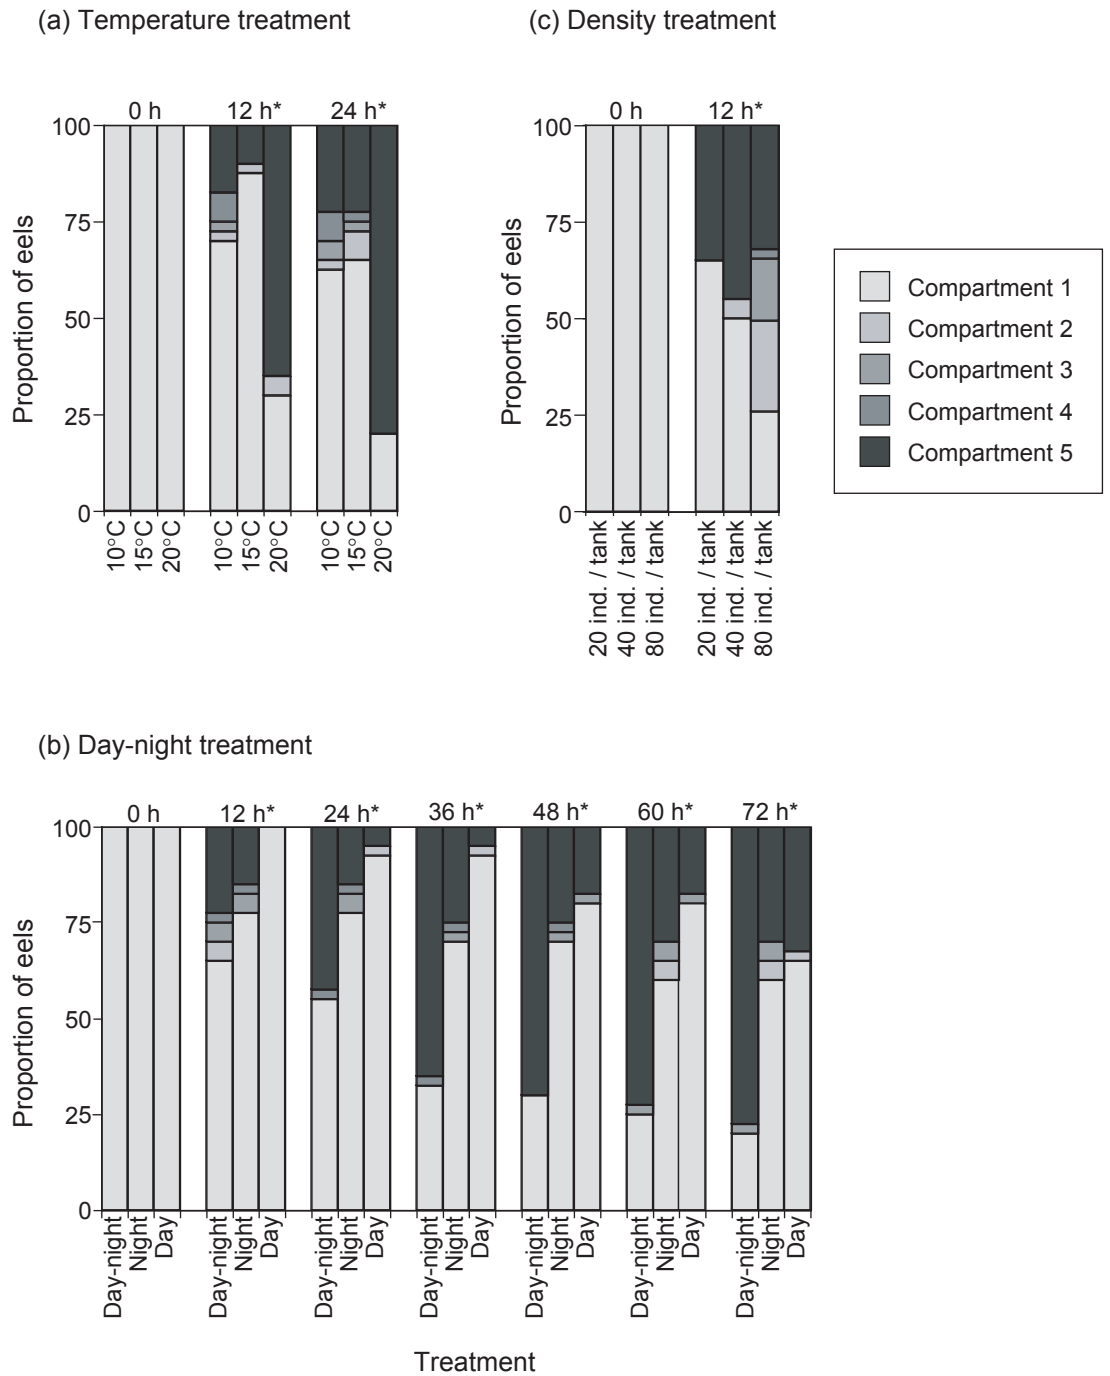 (a) Temperature treatment
0 h 12 h* 24 h*
100
75
50
25
0
Proportion of eels
10°C 15°C 20°C 10°C 15°C 20°C 10°C 15°C 20°C
(c) Density treatment
0 h 12 h*
100
75
50
25
0
Proportion of eels
20 ind. / tank 40 ind. / tank 80 ind. / tank 20 ind. / tank 40 ind. / tank 80 ind. / tank
Compartment 1
Compartment 2
Compartment 3
Compartment 4
Compartment 5
(b) Day-night treatment
0 h 12 h* 24 h* 36 h* 48 h* 60 h* 72 h*
100
75
50
25
0
Proportion of eels
Day-night Night Day Day-night Night Day Day-night Night Day Day-night Night Day Day-night Night Day Day-night Night Day Day-night Night Day
Treatment